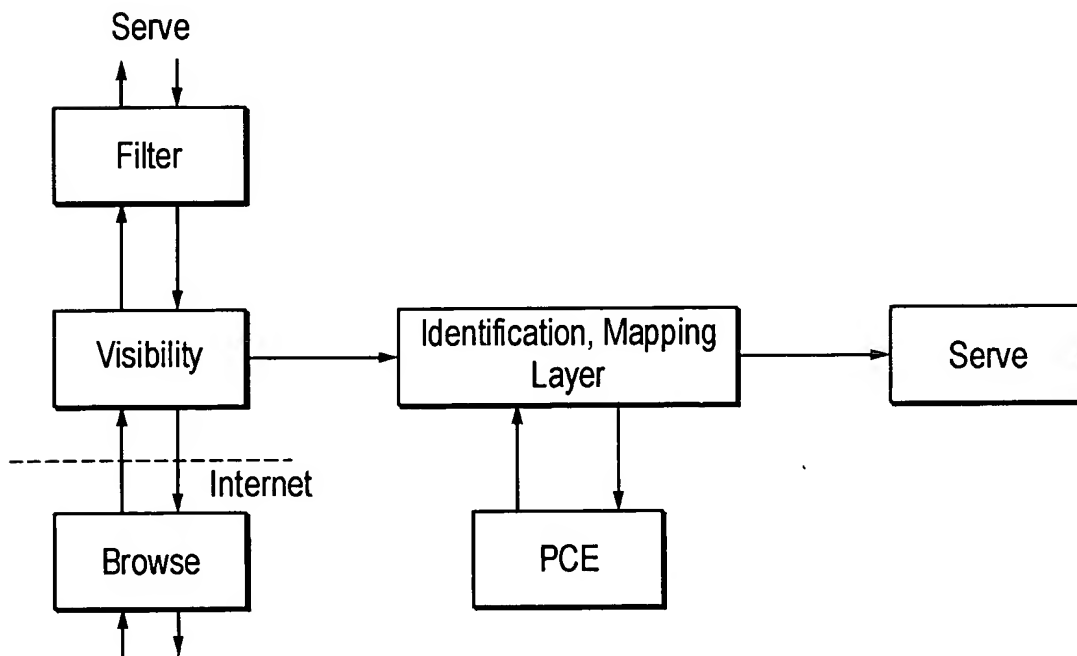 Serve
Filter
Visibility
Identification, Mapping
Layer
Serve
Internet
Browse
PCE